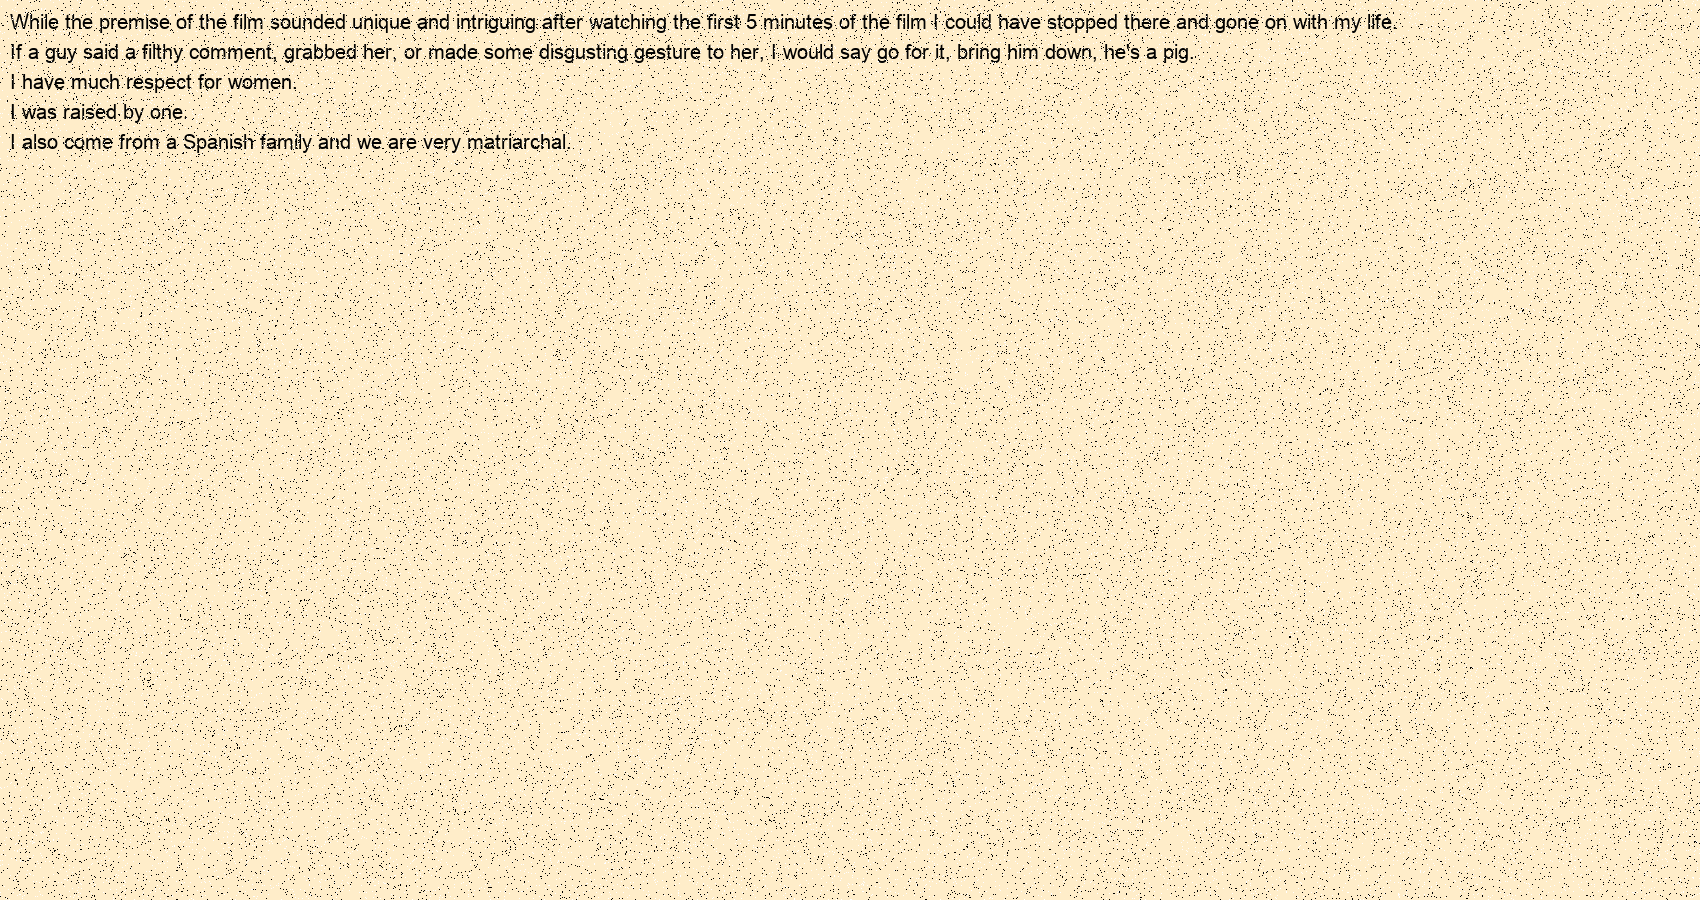 While the premise of the film sounded unique and intriguing after watching the first 5 minutes of the film I could have stopped there and gone on with my life.
If a guy said a filthy comment, grabbed her, or made some disgusting gesture to her, I would say go for it, bring him down, he's a pig.
I have much respect for women.
I was raised by one.
I also come from a Spanish family and we are very matriarchal.